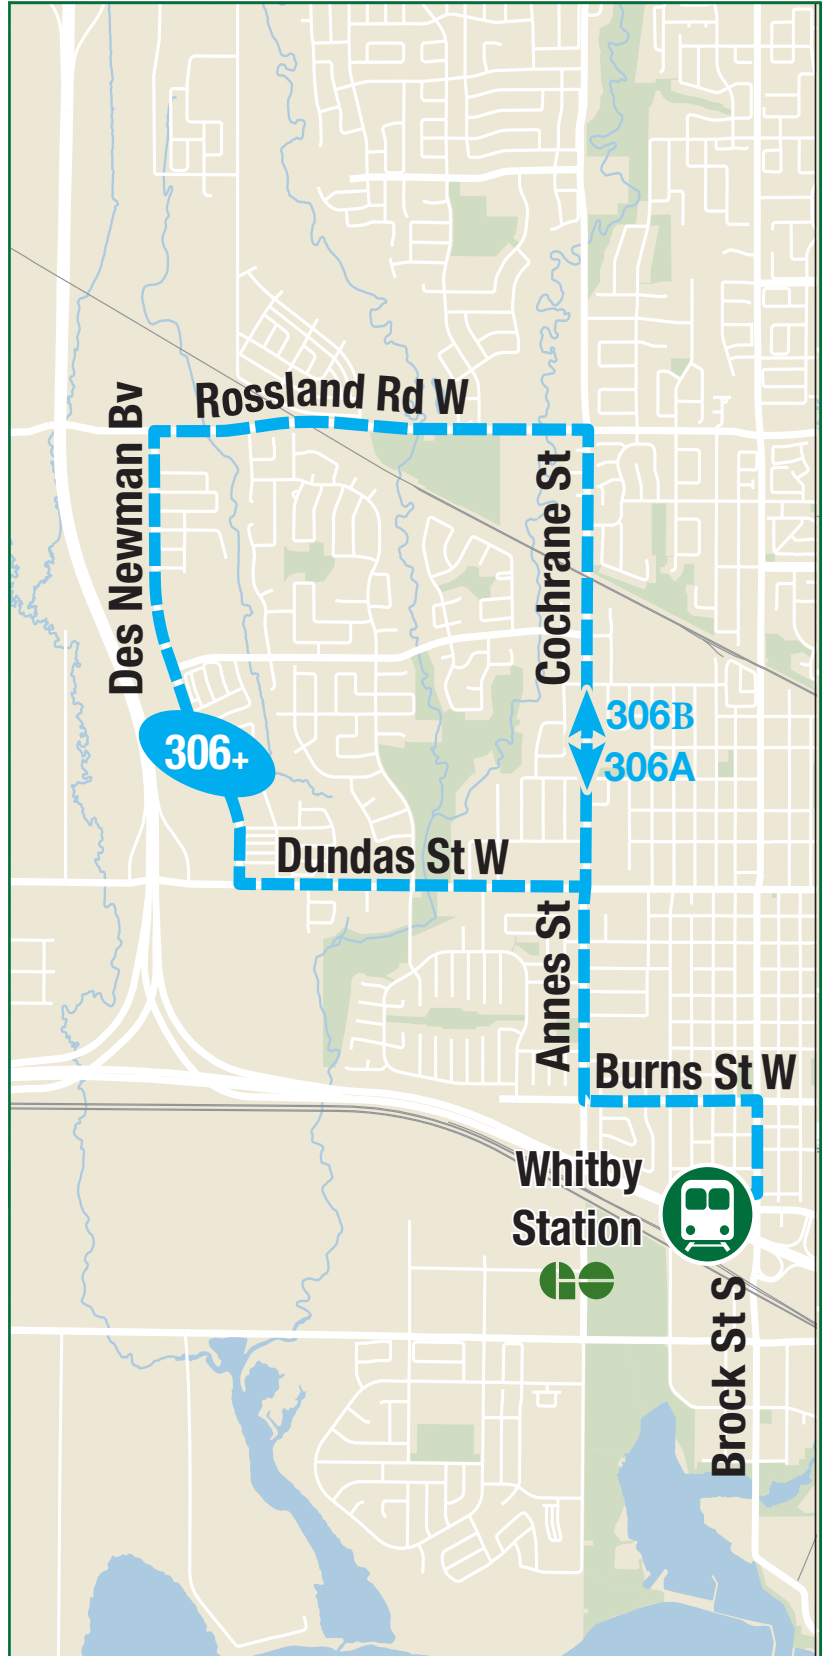 Rossland Rd W
Des Newman Bv
Cochrane St
306B
306A
306+
Dundas St W
Annes St
Burns St W
Whitby
Station
GO
Brock St S